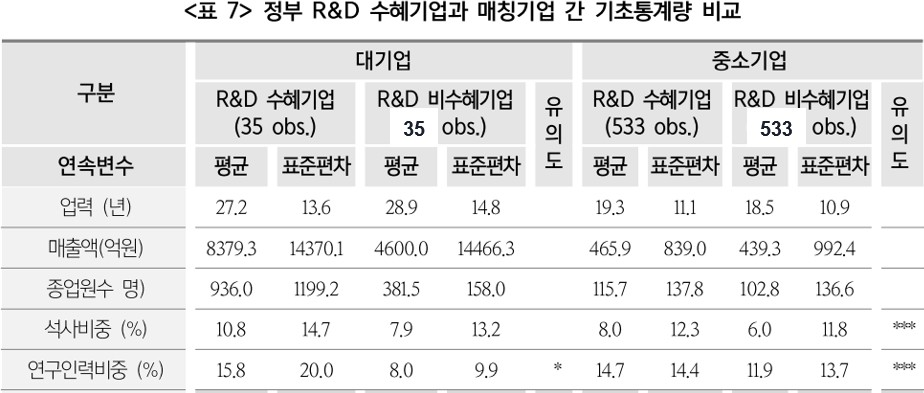 <표 7> 정부 R&D 수혜기업과 매칭기업 간 기초통계량 비교
구분 대기업 중소기업
R&D 수혜기업 (35 obs.) R&D 비수혜기업 35 obs.) 유의도 R&D 수혜기업 (533 obs.) R&D 비수혜기업 533 obs.) 유의도
연속변수 평균 표준편차 평균 표준편차 평균 표준편차 평균 표준편차
업력 (년) 27.2 13.6 28.9 14.8 19.3 11.1 18.5 10.9
매출액(억원) 8379.3 14370.1 4600.0 14466.3 465.9 839.0 439.3 992.4
종업원수 명) 936.0 1199.2 381.5 158.0 115.7 137.8 102.8 136.6
석사비중 (%) 10.8 14.7 7.9 13.2 8.0 12.3 6.0 11.8 ***
연구인력비중 (%) 15.8 20.0 8.0 9.9 * 14.7 14.4 11.9 13.7 ***